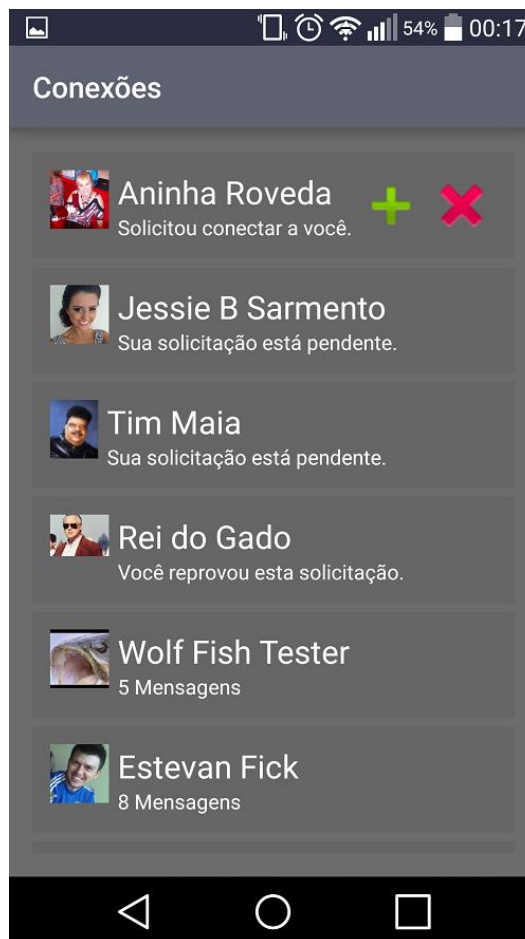 54% 00:17
Conexões
Aninha Roveda
Solicitou conectar a você.
Jessie B Sarmento
Sua solicitação está pendente.
Tim Maia
Sua solicitação está pendente.
Rei do Gado
Você reprovou esta solicitação.
Wolf Fish Tester
5 Mensagens
Estevan Fick
8 Mensagens